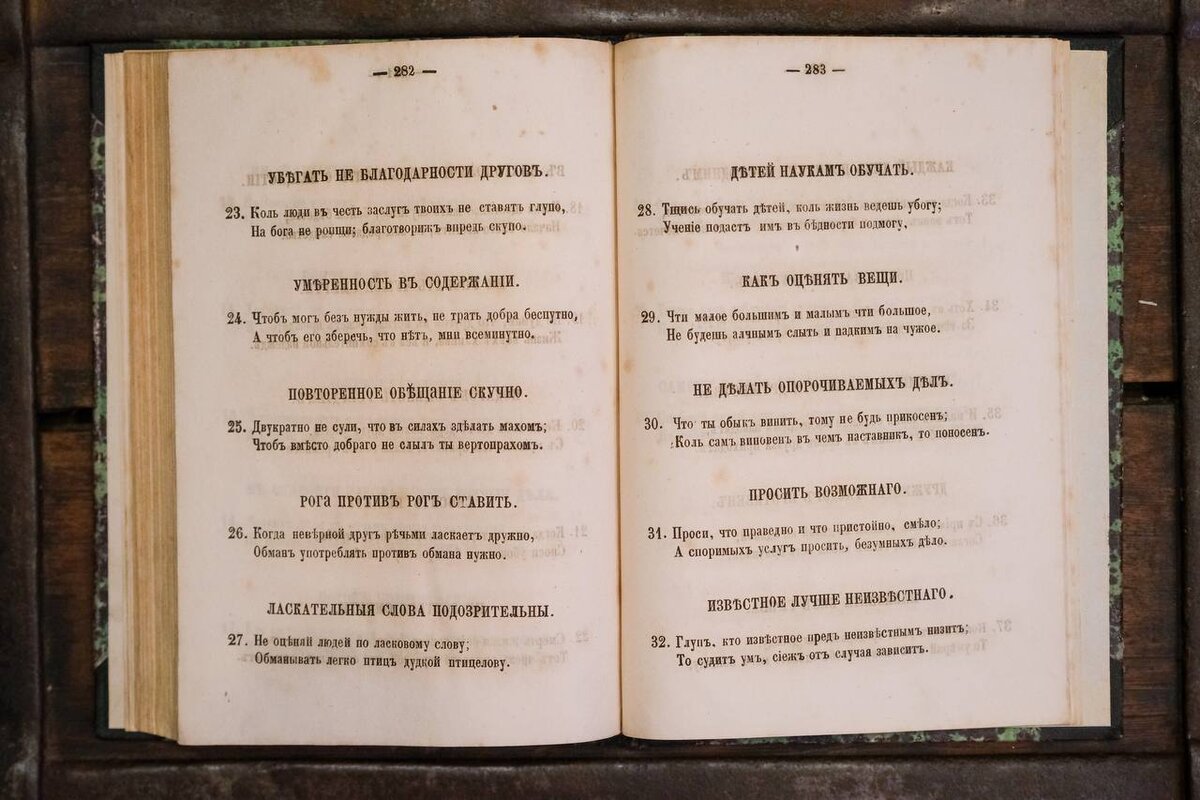 — 282 —
УБѢГАТЬ НЕ БЛАГОДАРНОСТИ ДРУГОВЪ.
23. Коль люди въ честь заслугъ твоихъ не ставятъ глупо,
На бога не ропщи; благотворижъ впредь скупо.
УМѢРЕННОСТЬ ВЪ СОДЕРЖАНІИ.
24. Чтобъ могъ безъ нужды жить, не трать добра беспутно,
А чтобъ его зберечь, что нѣтъ, мни всеминутно.
ПОВТОРЕННОЕ ОБѢЩАНІЕ СКУЧНО.
25. Двукратно не сули, что въ силахъ здѣлать махомъ;
Чтобъ вмѣсто добраго не слылъ ты вертопрахомъ.
РОГА ПРОТИВЪ РОГЪ СТАВИТЬ.
26. Когда невѣрной другъ рѣчьми ласкаетъ дружно,
Обманъ употреблять противъ обмана нужно.
ЛАСКАТЕЛЬНЫЯ СЛОВА ПОДОЗРИТЕЛЬНЫ.
27. Не оцѣняй людей по ласковому слову;
Обманывать легко птицъ дудкой птицелову.
— 283 —
ДѢТЕЙ НАУКАМЪ ОБУЧАТЬ.
28. Тщись обучать дѣтей, коль жизнь ведешь убогу;
Ученіе подастъ имъ въ бѣдности подмогу,
КАКЪ ОЦѢНЯТЬ ВЕЩИ.
29. Чти малое большимъ и малымъ чти большое,
Не будешь алчнымъ слыть и падкимъ на чужое.
НЕ ДѢЛАТЬ ОПОРОЧИВАЕМЫХЪ ДѢЛЪ.
30. Что ты обыкъ винить, тому не будь прикосенъ;
Коль самъ виновенъ въ чемъ наставникъ, то поносенъ.
ПРОСИТЬ ВОЗМОЖНАГО.
31. Проси, что праведно и что пристойно, смѣло;
А споримыхъ услугъ просить, безумныхъ дѣло.
ИЗВѢСТНОЕ ЛУЧШЕ НЕИЗВѢСТНАГО.
32. Глупъ, кто извѣстное предъ неизвѣстнымъ низитъ;
То судитъ умъ, сіежъ отъ случая зависитъ.